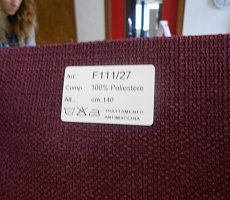 Art. F111/27
Comp. 100% Poliestere
Alt. cm.140
TRATTAMENTO
ANTIMACCHIA